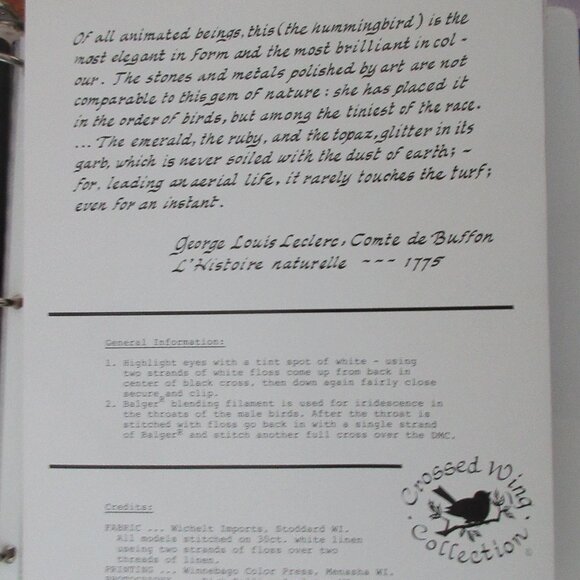 Of all animated beings, this (the hummingbird) is the
most elegant in form and the most brilliant in col-
our. The stones and metals polished by art are not
comparable to this gem of nature: she has placed it
in the order of birds, but among the tiniest of the race.
... The emerald, the ruby, and the topaz, glitter in its
garb, which is never soiled with the dust of earth; -
for, leading an aerial life, it rarely touches the turf;
even for an instant.
George Louis Leclerc, Comte de Buffon
L'Histoire naturelle --- 1775
General Information:
1. Highlight eyes with a tint spot of white - using
two strands of white floss come up from back in
center of black cross, then down again fairly close
secure and clip.
2. Balger® blending filament is used for iridescence in
the throats of the male birds. After the throat is
stitched with floss go back in with a single strand
of Balger® and stitch another full cross over the DMC.
· Crossed Wing ·
Collection
©
Credits:
FABRIC ... Wichelt Imports, Stoddard WI.
All models stitched on 30ct. white linen
useing two strands of floss over two
threads of linen.
PRINTING ... Winnebago Color Press, Menasha WI.